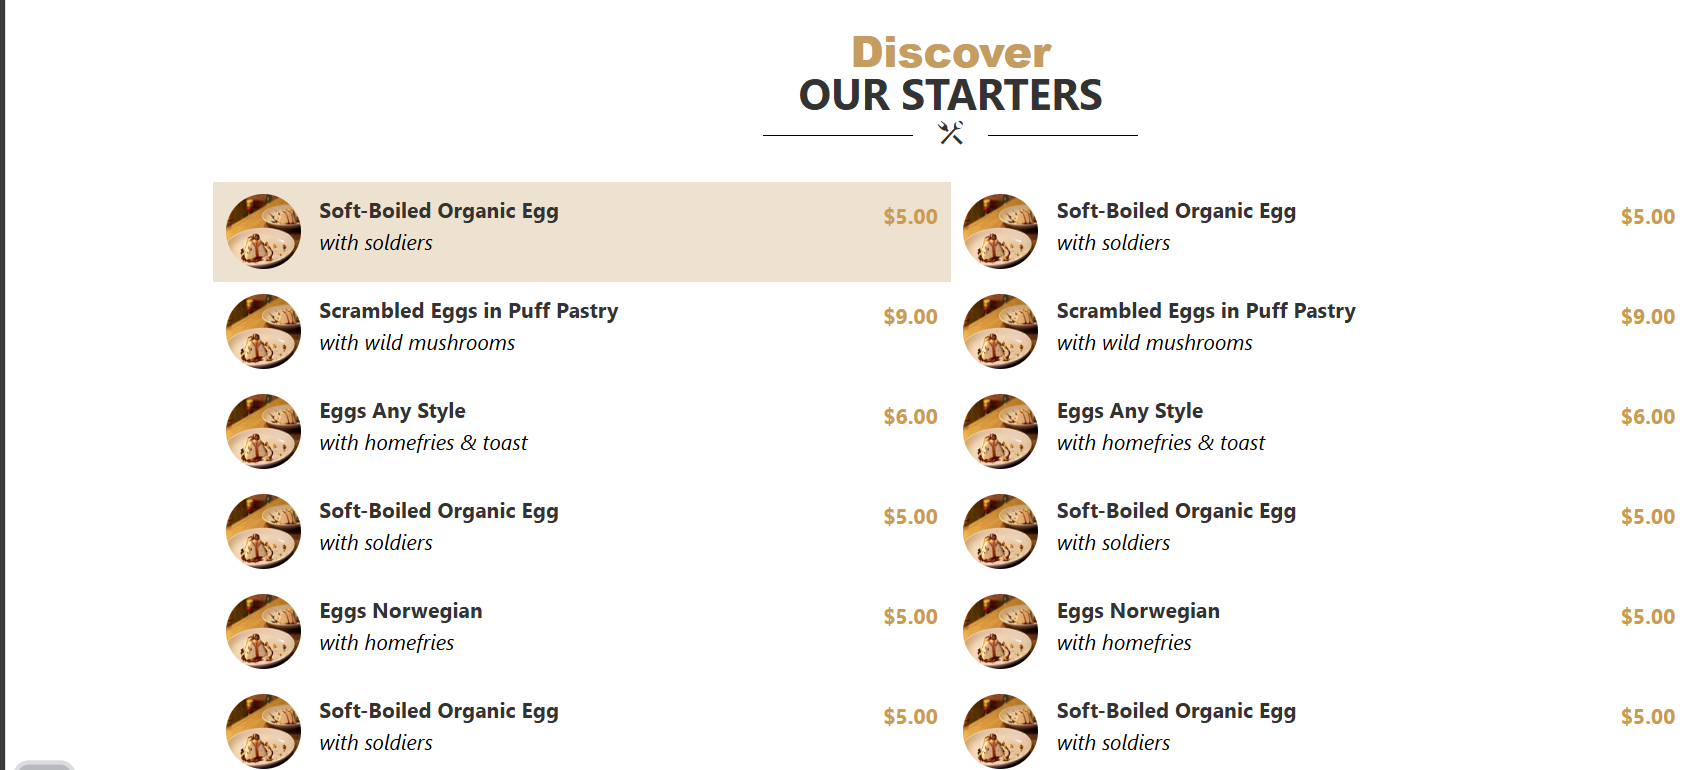 Discover
OUR STARTERS
Soft-Boiled Organic Egg
with soldiers
$5.00
Scrambled Eggs in Puff Pastry
with wild mushrooms
$9.00
Eggs Any Style
with homefries & toast
$6.00
Soft-Boiled Organic Egg
with soldiers
$5.00
Eggs Norwegian
with homefries
$5.00
Soft-Boiled Organic Egg
with soldiers
$5.00
Soft-Boiled Organic Egg
with soldiers
$5.00
Scrambled Eggs in Puff Pastry
with wild mushrooms
$9.00
Eggs Any Style
with homefries & toast
$6.00
Soft-Boiled Organic Egg
with soldiers
$5.00
Eggs Norwegian
with homefries
$5.00
Soft-Boiled Organic Egg
with soldiers
$5.00